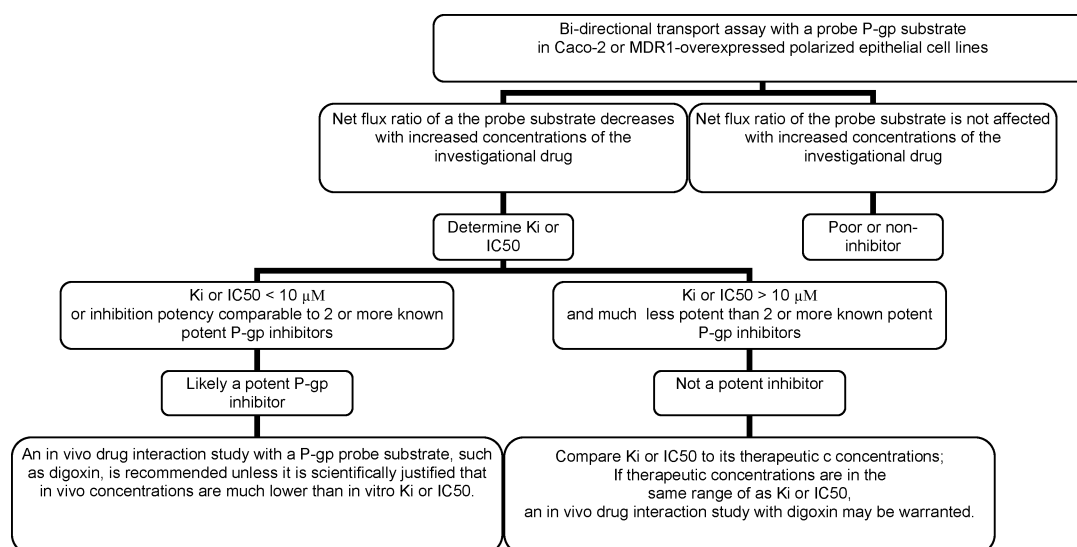 Bi-directional transport assay with a probe P-gp substrate
in Caco-2 or MDR1-overexpressed polarized epithelial cell lines
Net flux ratio of a the probe substrate decreases
with increased concentrations of the
investigational drug
Net flux ratio of the probe substrate is not affected
with increased concentrations of the
investigational drug
Determine Ki or
IC50
Poor or non-
inhibitor
Ki or IC50 < 10 µM
or inhibition potency comparable to 2 or more known
potent P-gp inhibitors
Ki or IC50 > 10 µM
and much less potent than 2 or more known potent
P-gp inhibitors
Likely a potent P-gp
inhibitor
Not a potent inhibitor
An in vivo drug interaction study with a P-gp probe substrate, such
as digoxin, is recommended unless it is scientifically justified that
in vivo concentrations are much lower than in vitro Ki or IC50.
Compare Ki or IC50 to its therapeutic c concentrations;
If therapeutic concentrations are in the
same range of as Ki or IC50,
an in vivo drug interaction study with digoxin may be warranted.